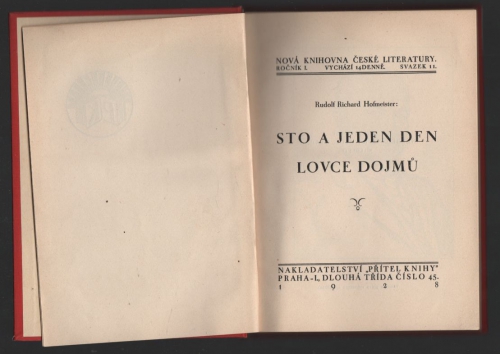 NOVÁ KNIHOVNA ČESKÉ LITERATURY.
ROČNÍK I. VYCHÁZÍ 14DENNĚ. SVAZEK 11.
Rudolf Richard Hofmeister:
STO A JEDEN DEN
LOVCE DOJMŮ
NAKLADATELSTVÍ „PŘÍTEL KNIHY"
PRAHA-I., DLOUHÁ TŘÍDA ČÍSLO 45.
1928